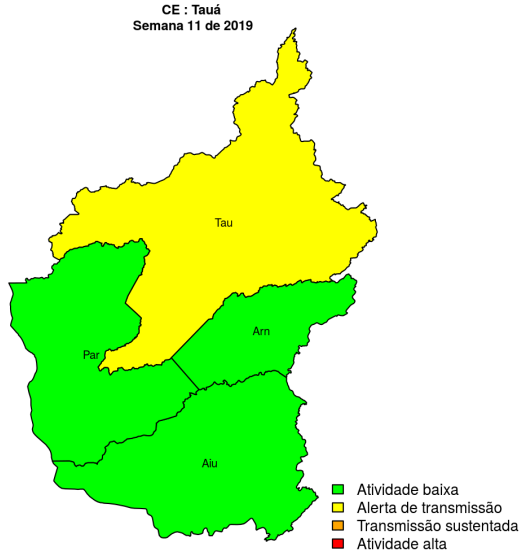 CE : Tauá
Semana 11 de 2019
Tau
Arn
Par
Aiu
Atividade baixa
Alerta de transmissão
Transmissão sustentada
Atividade alta